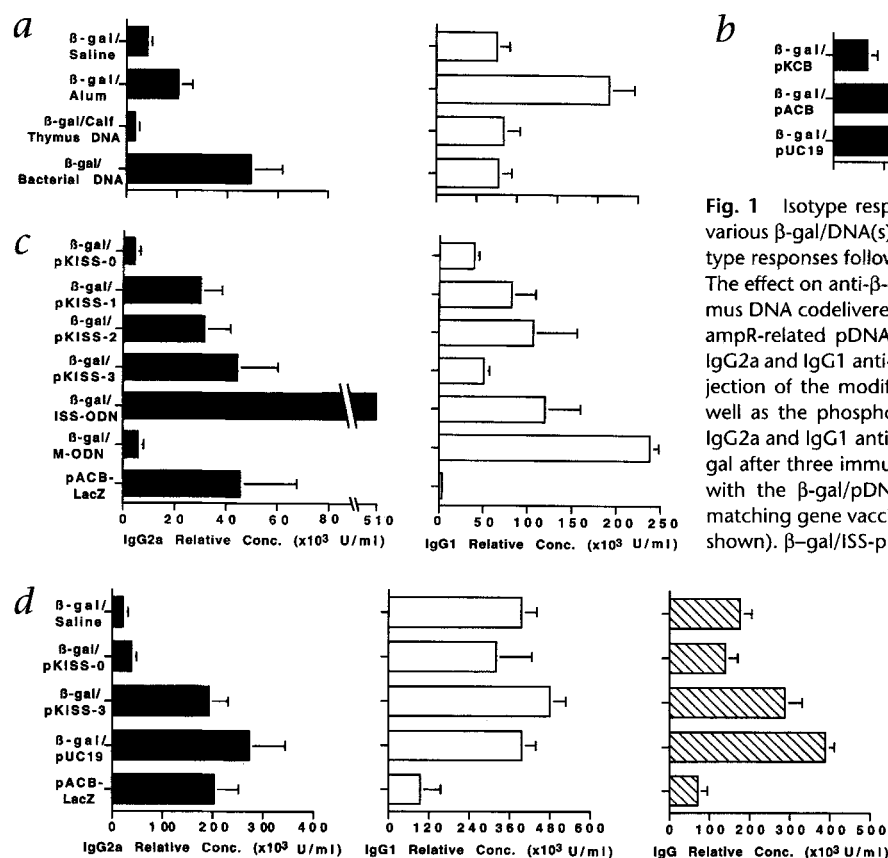 a
β-gal/
Saline
β-gal/
Alum
β-gal/Calf
Thymus DNA
β-gal/
Bacterial DNA
b
β-gal/
pKCB
β-gal/
pACB
β-gal/
pUC19
Fig. 1 Isotype resp
various β-gal/DNA(s)
type responses follow
The effect on anti-β-
mus DNA codelivere
ampR-related pDNA
IgG2a and IgG1 anti-
jection of the modif
well as the phospho
IgG2a and IgG1 anti
gal after three immu
with the β-gal/pDN
matching gene vacci
shown). β–gal/ISS-p
c
β-gal/
pKISS-0
β-gal/
pKISS-1
β-gal/
pKISS-2
β-gal/
pKISS-3
β-gal/
ISS-ODN
β-gal/
M-ODN
pACB-
LacZ
0 20 40 60 80 510
IgG2a Relative Conc. (x10³ U/ml)
0 50 100 150 200 250
IgG1 Relative Conc. (x10³ U/ml)
d
β-gal/
Saline
β-gal/
pKISS-0
β-gal/
pKISS-3
β-gal/
pUC19
pACB-
LacZ
0 100 200 300 400
IgG2a Relative Conc. (x10³ U/ml)
0 120 240 360 480 600
IgG1 Relative Conc. (x10³ U/ml)
0 100 200 300 400 500
IgG Relative Conc. (x10³ U/ml)